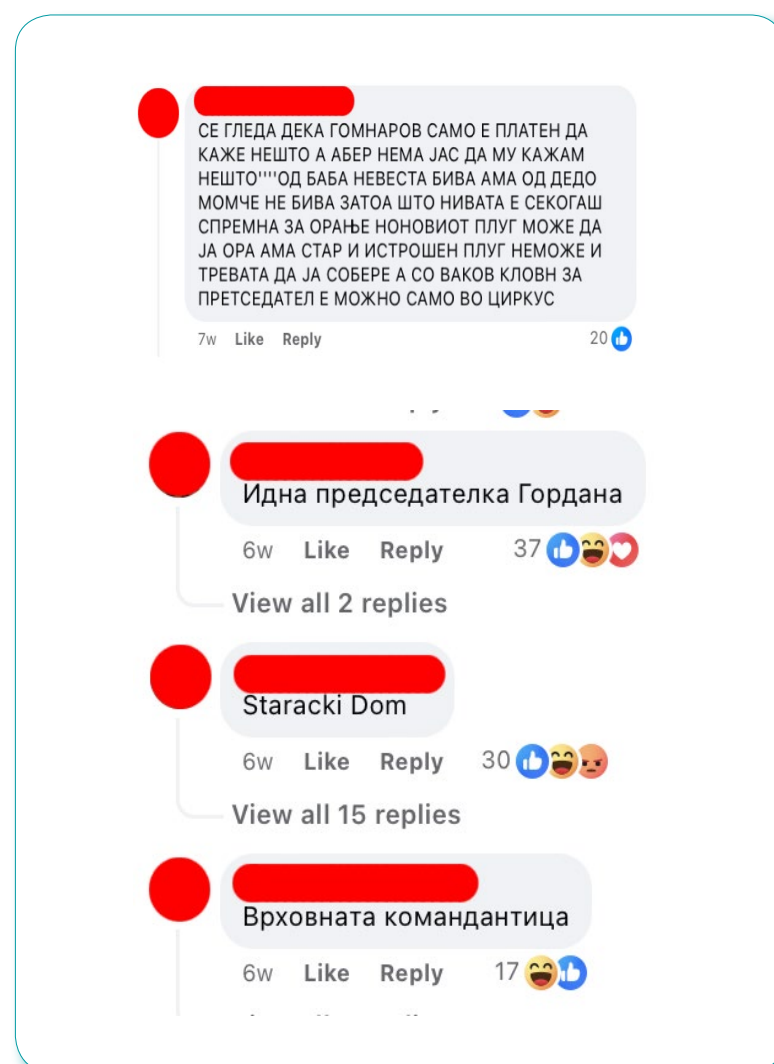 СЕ ГЛЕДА ДЕКА ГОМНАРОВ САМО Е ПЛАТЕН ДА
КАЖЕ НЕШТО А АБЕР НЕМА ЈАС ДА МУ КАЖАМ
НЕШТО''''ОД БАБА НЕВЕСТА БИВА АМА ОД ДЕДО
МОМЧЕ НЕ БИВА ЗАТОА ШТО НИВАТА Е СЕКОГАШ
СПРЕМНА ЗА ОРАЊЕ НОНОВИОТ ПЛУГ МОЖЕ ДА
ЈА ОРА АМА СТАР И ИСТРОШЕН ПЛУГ НЕМОЖЕ И
ТРЕВАТА ДА ЈА СОБЕРЕ А СО ВАКОВ КЛОВН ЗА
ПРЕТСЕДАТЕЛ Е МОЖНО САМО ВО ЦИРКУС
7w Like Reply 20
Идна председателка Гордана
6w Like Reply 37
View all 2 replies
Staracki Dom
6w Like Reply 30
View all 15 replies
Врховната командантица
6w Like Reply 17